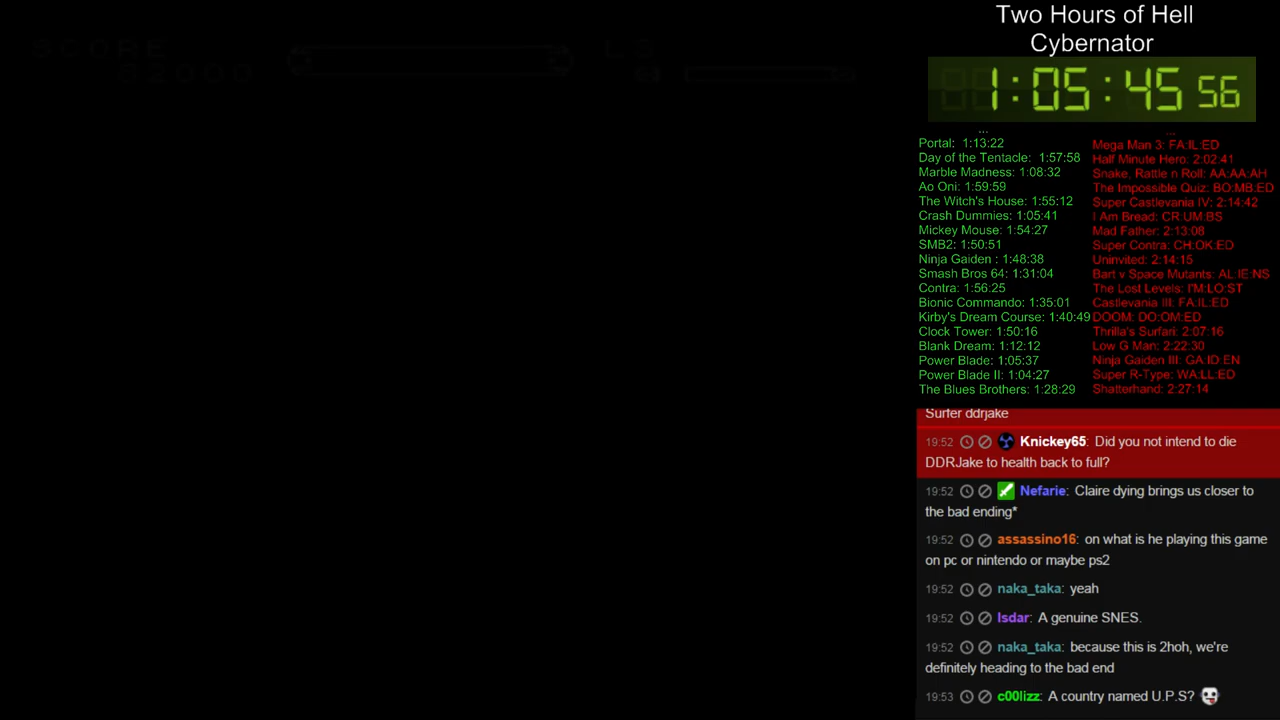 SCORE
62000
L3
Two Hours of Hell
Cybernator
1:05:45 56
...
Portal: 1:13:22
Day of the Tentacle: 1:57:58
Marble Madness: 1:08:32
Ao Oni: 1:59:59
The Witch's House: 1:55:12
Crash Dummies: 1:05:41
Mickey Mouse: 1:54:27
SMB2: 1:50:51
Ninja Gaiden : 1:48:38
Smash Bros 64: 1:31:04
Contra: 1:56:25
Bionic Commando: 1:35:01
Kirby's Dream Course: 1:40:49
Clock Tower: 1:50:16
Blank Dream: 1:12:12
Power Blade: 1:05:37
Power Blade II: 1:04:27
The Blues Brothers: 1:28:29
...
Mega Man 3: FA:IL:ED
Half Minute Hero: 2:02:41
Snake, Rattle n Roll: AA:AA:AH
The Impossible Quiz: BO:MB:ED
Super Castlevania IV: 2:14:42
I Am Bread: CR:UM:BS
Mad Father: 2:13:08
Super Contra: CH:OK:ED
Uninvited: 2:14:15
Bart v Space Mutants: AL:IE:NS
The Lost Levels: I'M:LO:ST
Castlevania III: FA:IL:ED
DOOM: DO:OM:ED
Thrilla's Surfari: 2:07:16
Low G Man: 2:22:30
Ninja Gaiden III: GA:ID:EN
Super R-Type: WA:LL:ED
Shatterhand: 2:27:14
Surfer ddrjake
19:52 Knickey65: Did you not intend to die
DDRJake to health back to full?
19:52 Nefarie: Claire dying brings us closer to
the bad ending*
19:52 assassino16: on what is he playing this game
on pc or nintendo or maybe ps2
19:52 naka_taka: yeah
19:52 lsdar: A genuine SNES.
19:52 naka_taka: because this is 2hoh, we're
definitely heading to the bad end
19:53 c00lizz: A country named U.P.S?